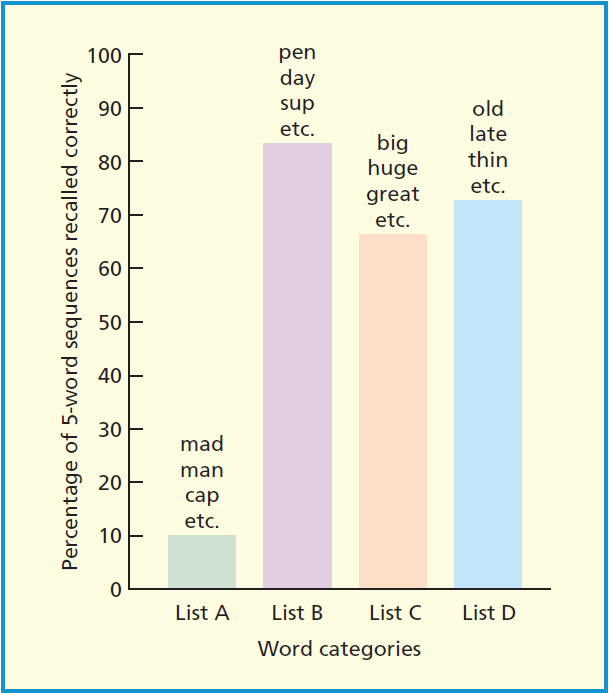 Percentage of 5-word sequences recalled correctly
100
90
80
70
60
50
40
30
20
10
0
mad
man
cap
etc.
pen
day
sup
etc.
big
huge
great
etc.
old
late
thin
etc.
List A
List B
List C
List D
Word categories